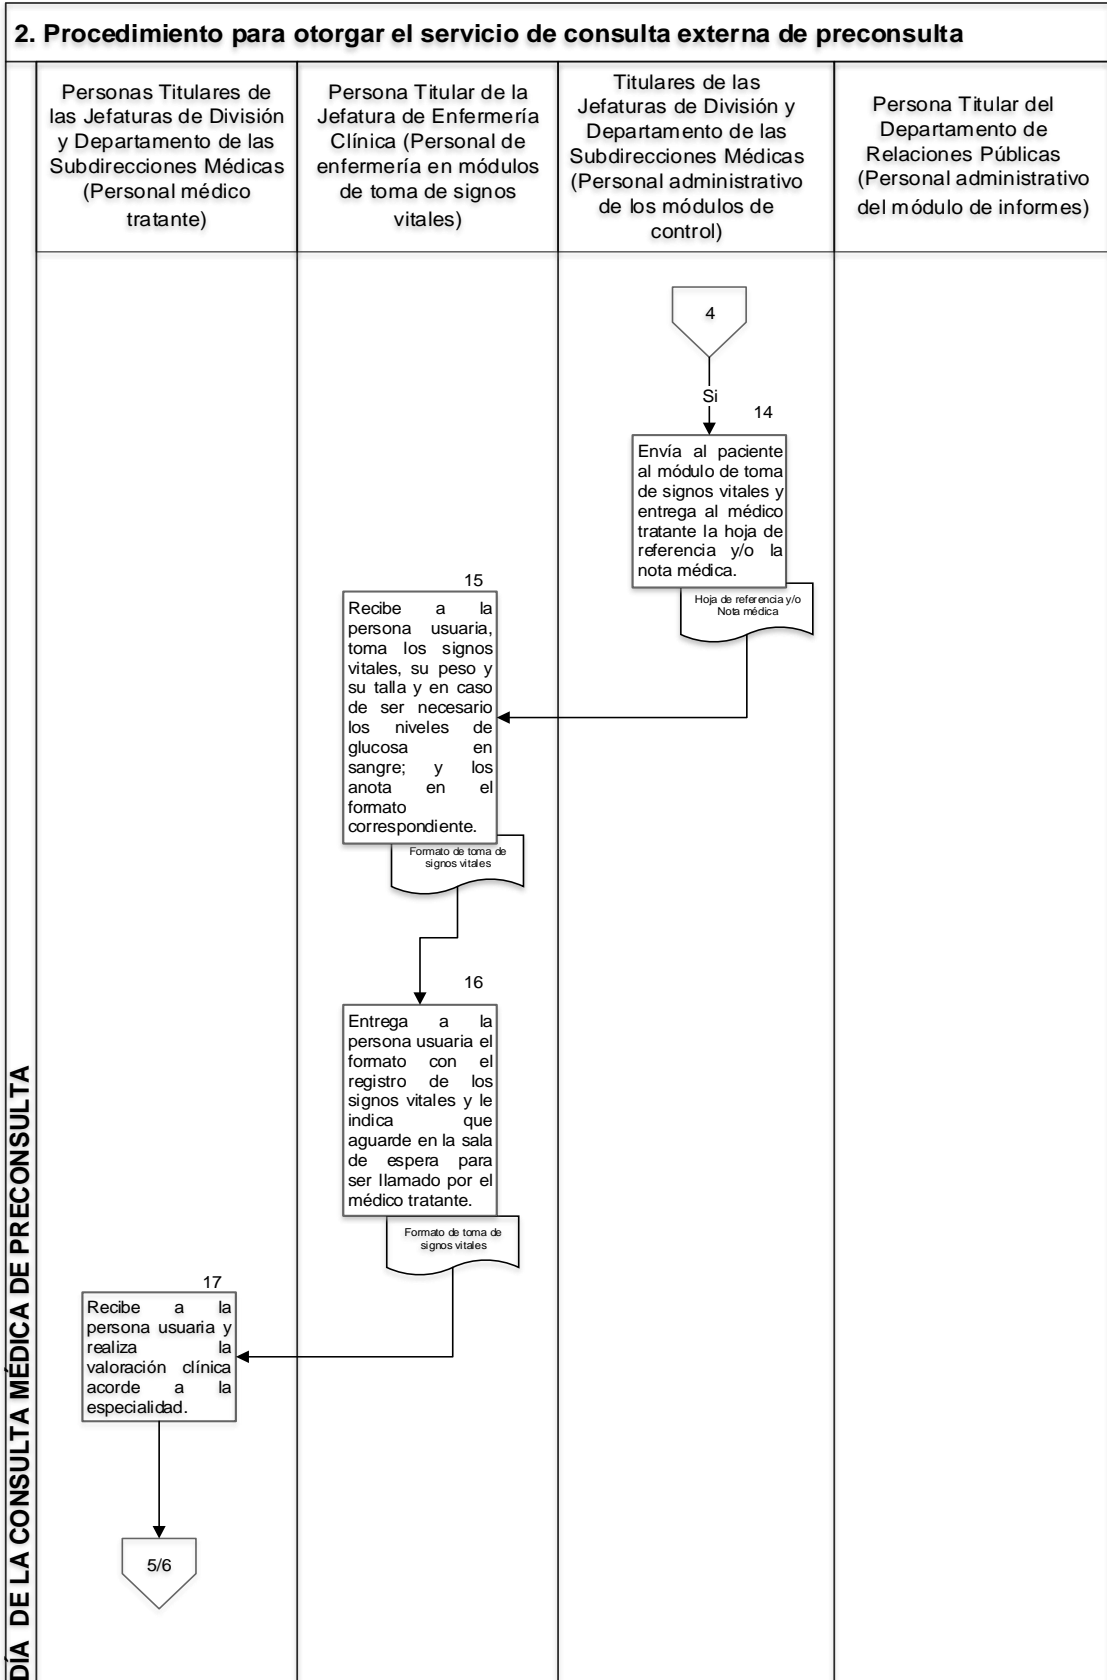 2. Procedimiento para otorgar el servicio de consulta externa de preconsulta
Personas Titulares de
las Jefaturas de División
y Departamento de las
Subdirecciones Médicas
(Personal médico
tratante)
Persona Titular de la
Jefatura de Enfermería
Clínica (Personal de
enfermería en módulos
de toma de signos
vitales)
Titulares de las
Jefaturas de División y
Departamento de las
Subdirecciones Médicas
(Personal administrativo
de los módulos de
control)
Persona Titular del
Departamento de
Relaciones Públicas
(Personal administrativo
del módulo de informes)
DÍA DE LA CONSULTA MÉDICA DE PRECONSULTA
4
Si
14
Envía al paciente
al módulo de toma
de signos vitales y
entrega al médico
tratante la hoja de
referencia y/o la
nota médica.
Hoja de referencia y/o
Nota médica
15
Recibe a la
persona usuaria,
toma los signos
vitales, su peso y
su talla y en caso
de ser necesario
los niveles de
glucosa en
sangre; y los
anota en el
formato
correspondiente.
Formato de toma de
signos vitales
16
Entrega a la
persona usuaria el
formato con el
registro de los
signos vitales y le
indica que
aguarde en la sala
de espera para
ser llamado por el
médico tratante.
Formato de toma de
signos vitales
17
Recibe a la
persona usuaria y
realiza la
valoración clínica
acorde a la
especialidad.
5/6